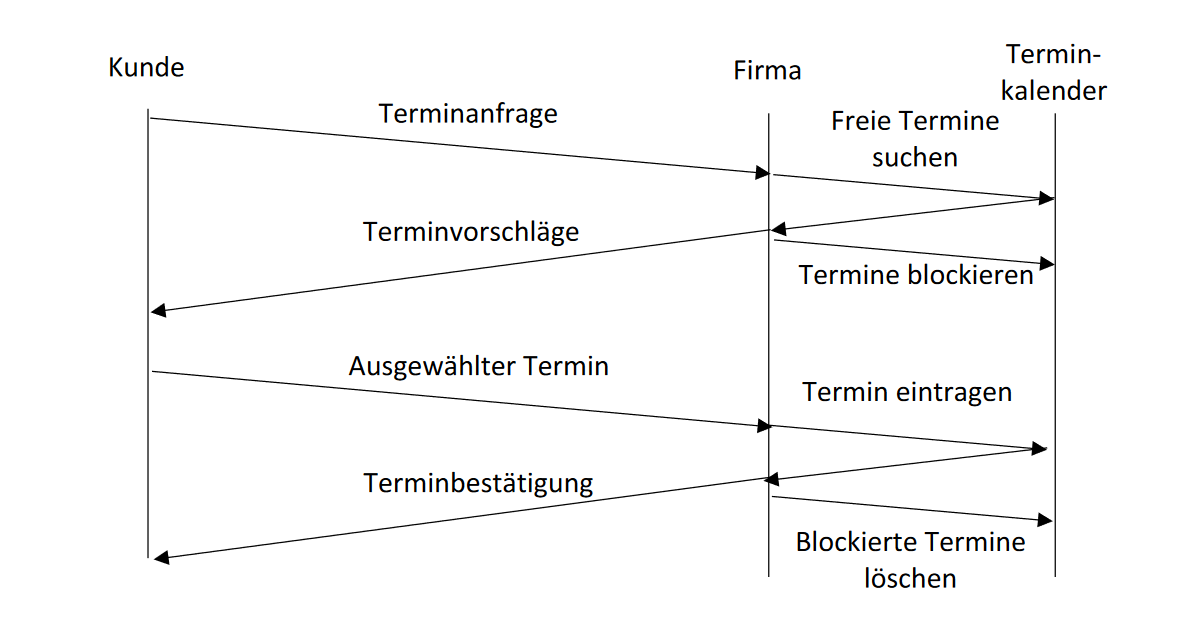 Kunde
Firma
Termin-
kalender
Terminanfrage
Freie Termine
suchen
Terminvorschläge
Termine blockieren
Ausgewählter Termin
Termin eintragen
Terminbestätigung
Blockierte Termine
löschen